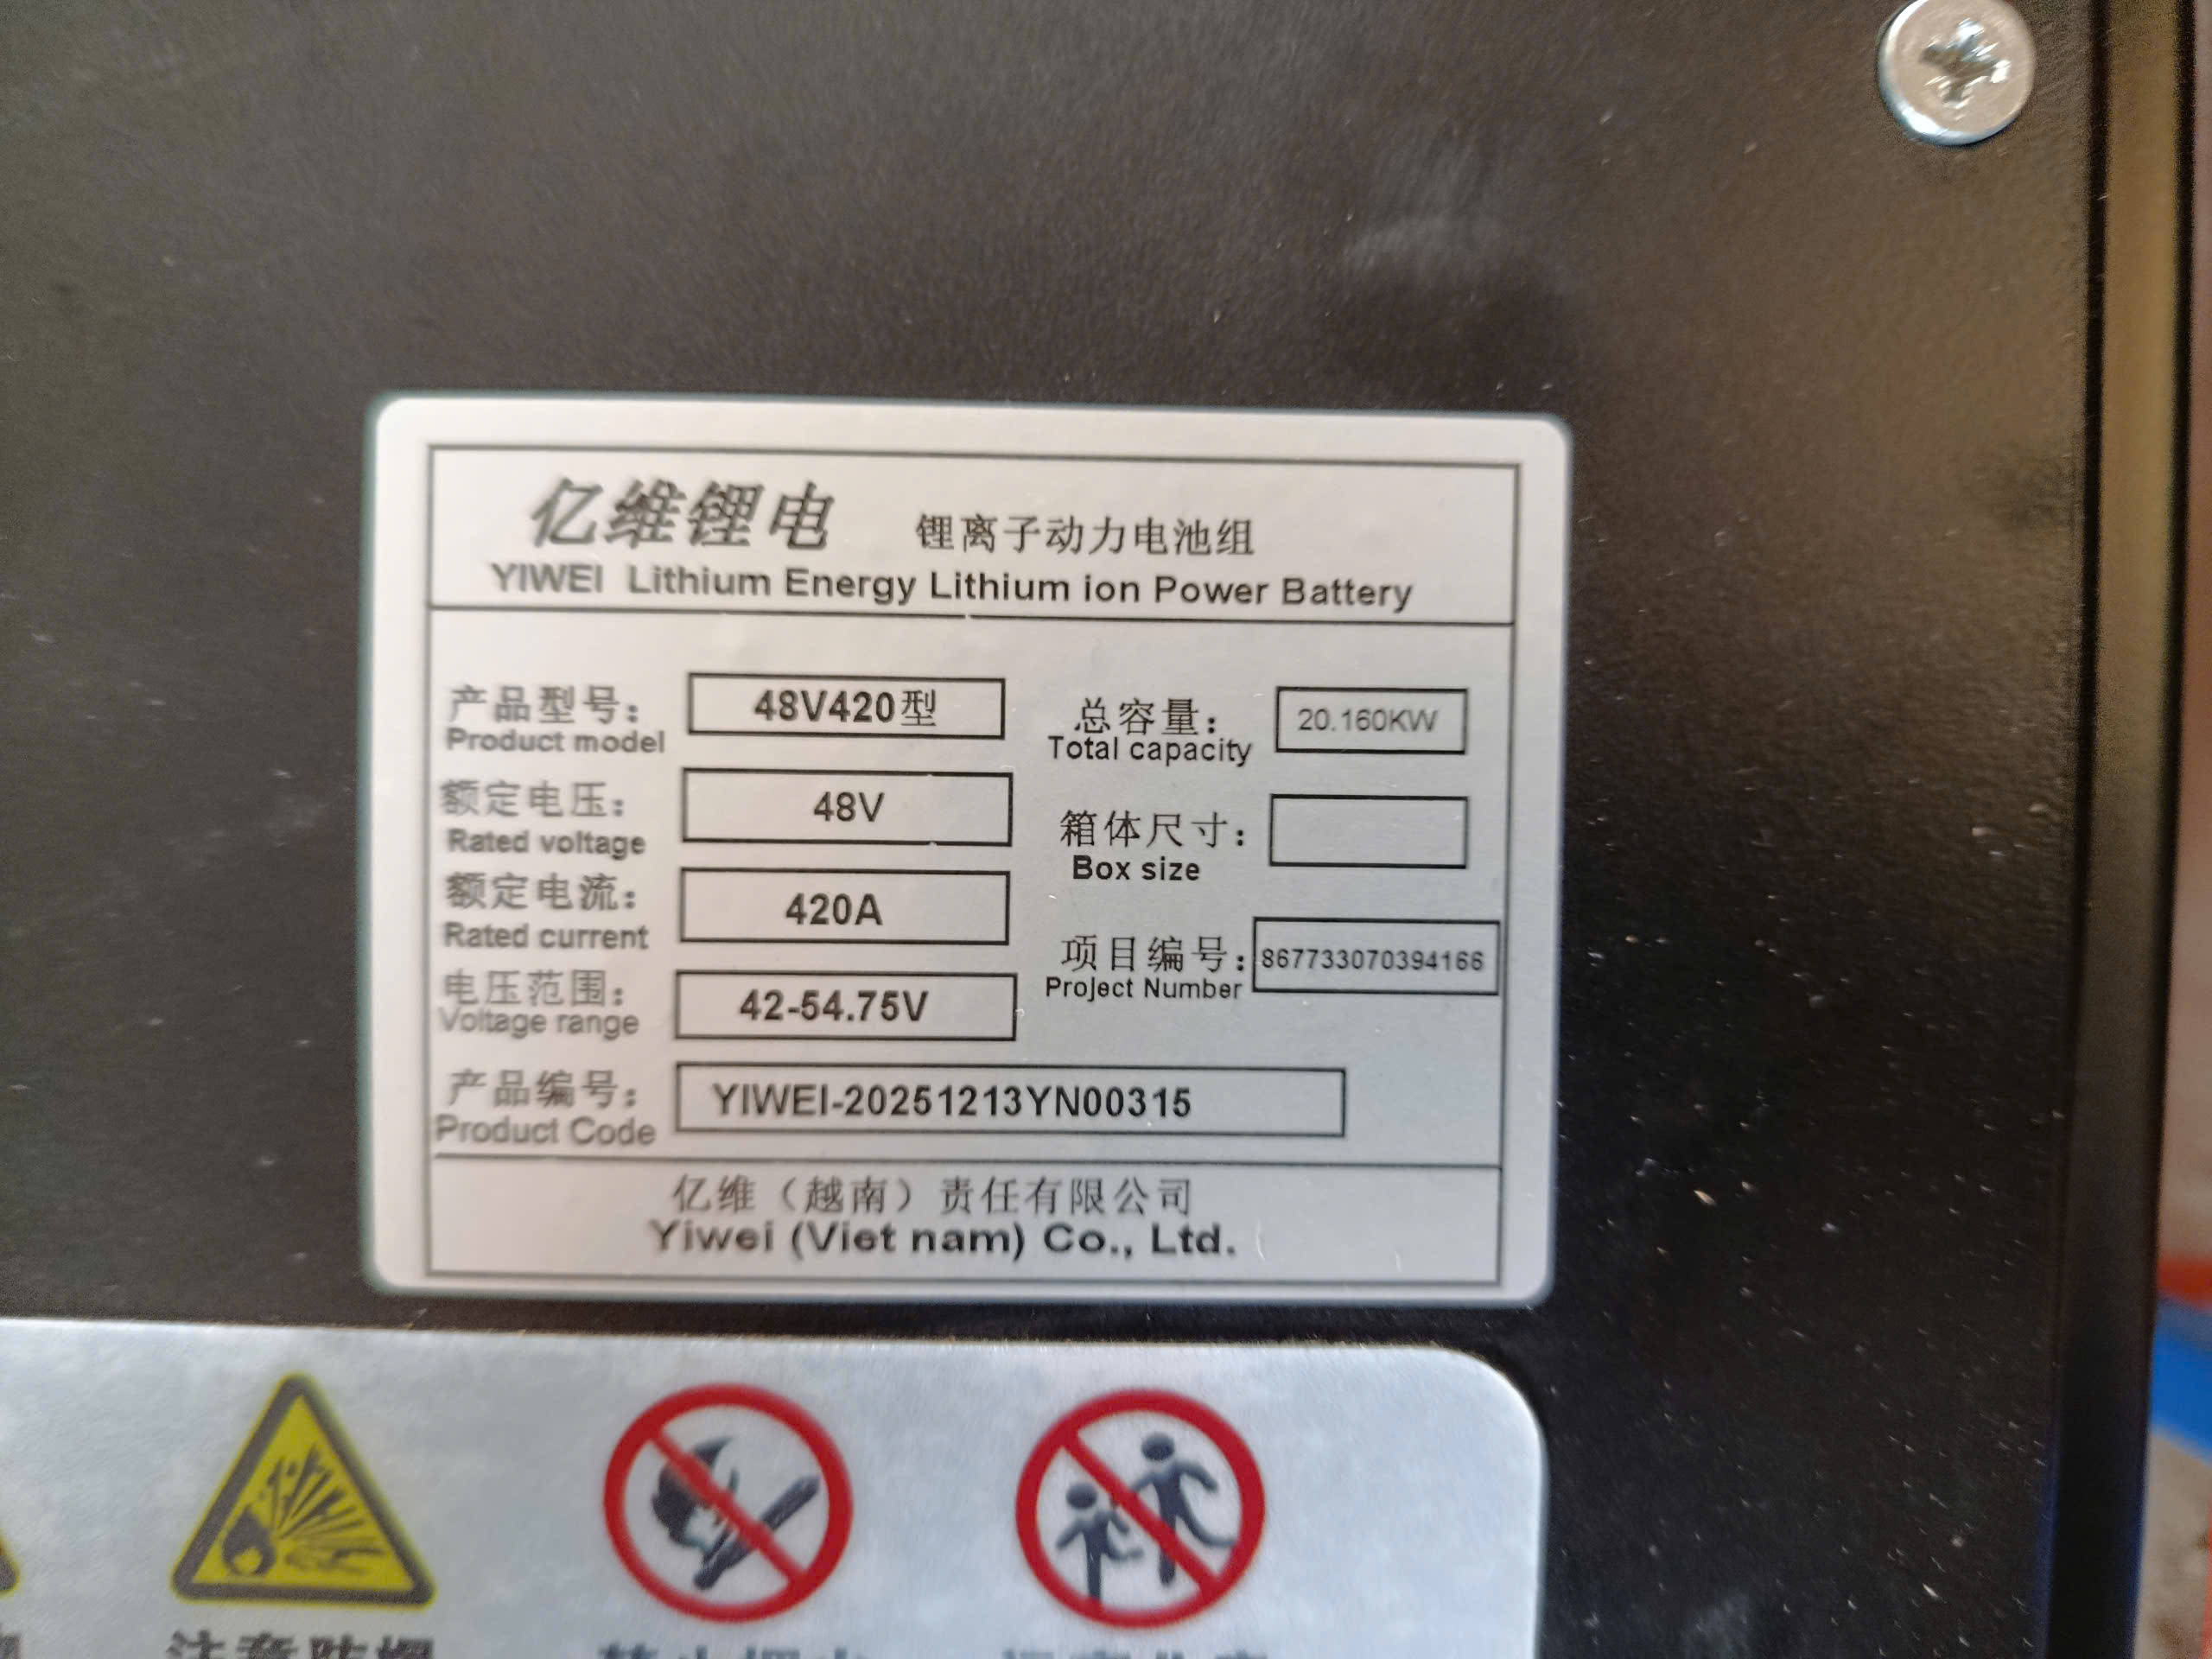 亿维锂电 锂离子动力电池组
YIWEI Lithium Energy Lithium ion Power Battery
产品型号： 48V420型 总容量： 20.160KW
Product model Total capacity
额定电压： 48V 箱体尺寸：
Rated voltage Box size
额定电流： 420A 项目编号： 867733070394166
Rated current Project Number
电压范围： 42-54.75V
Voltage range
产品编号： YIWEI-20251213YN00315
Product Code
亿维（越南）责任有限公司
Yiwei (Viet nam) Co., Ltd.
注意防爆